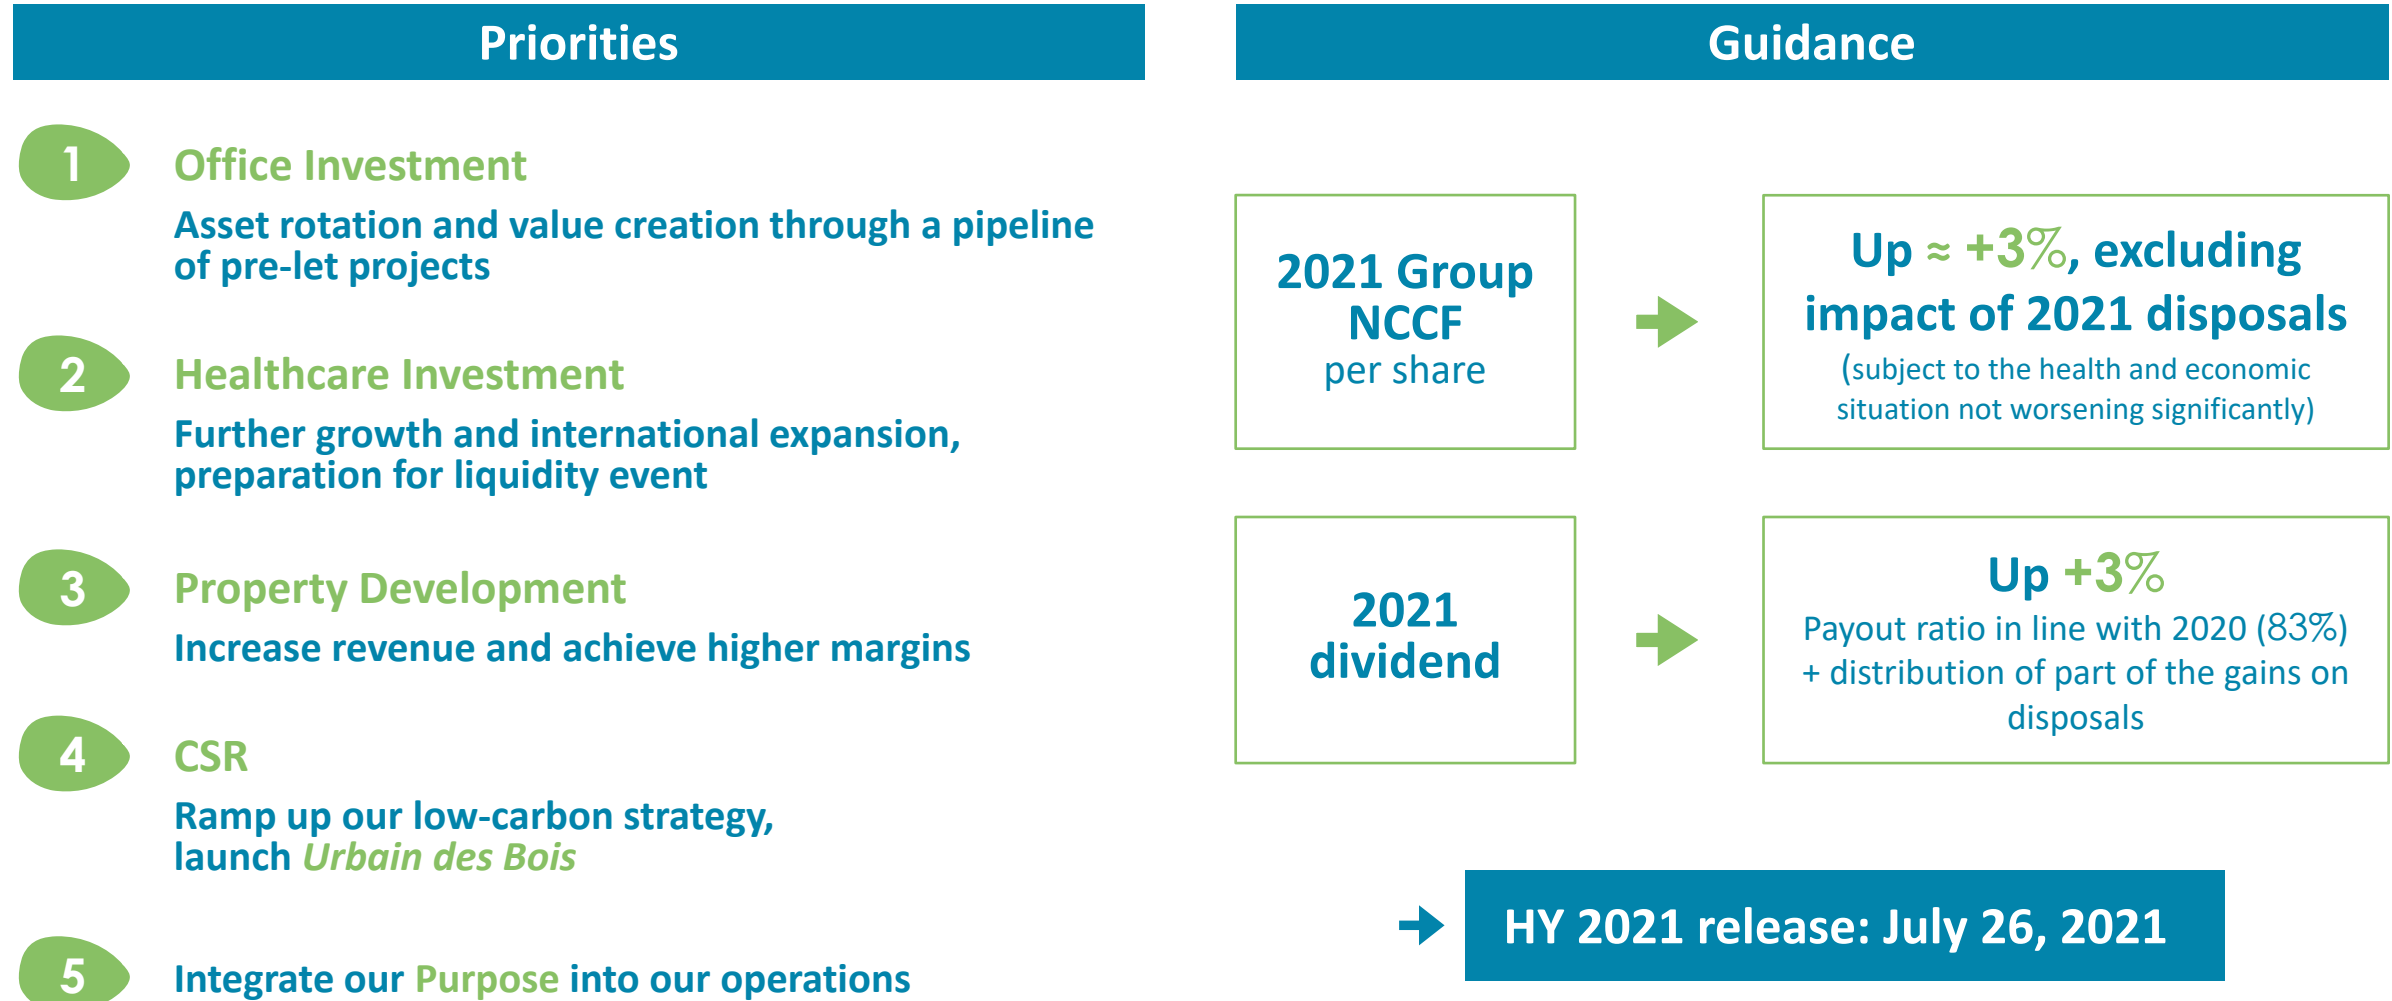 Priorities
1
Office Investment
Asset rotation and value creation through a pipeline
of pre-let projects
2
Healthcare Investment
Further growth and international expansion,
preparation for liquidity event
3
Property Development
Increase revenue and achieve higher margins
4
CSR
Ramp up our low-carbon strategy,
launch Urbain des Bois
5
Integrate our Purpose into our operations
Guidance
2021 Group
NCCF
per share
Up ≈ +3%, excluding
impact of 2021 disposals
(subject to the health and economic
situation not worsening significantly)
2021
dividend
Up +3%
Payout ratio in line with 2020 (83%)
+ distribution of part of the gains on
disposals
HY 2021 release: July 26, 2021